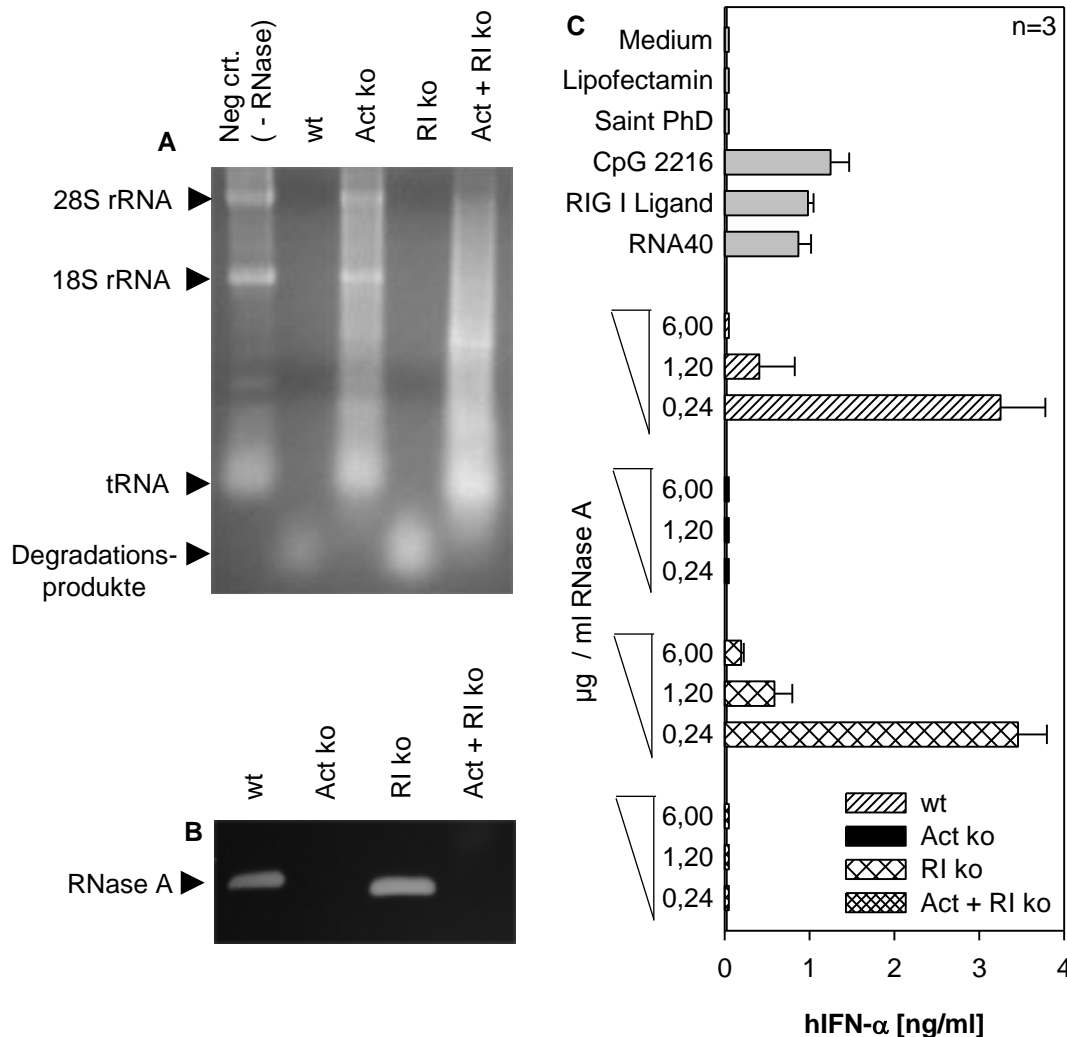 A
Neg crt.
( - RNase)
wt
Act ko
RI ko
Act + RI ko
28S rRNA
18S rRNA
tRNA
Degradations-
produkte
B
wt
Act ko
RI ko
Act + RI ko
RNase A
C
n=3
Medium
Lipofectamin
Saint PhD
CpG 2216
RIG I Ligand
RNA40
µg / ml RNase A
6,00
1,20
0,24
6,00
1,20
0,24
6,00
1,20
0,24
6,00
1,20
0,24
wt
Act ko
RI ko
Act + RI ko
0 1 2 3 4
hIFN-α [ng/ml]